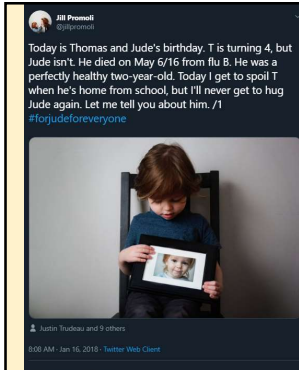 Jill Promoli
@jillpromoli
Today is Thomas and Jude's birthday. T is turning 4, but
Jude isn't. He died on May 6/16 from flu B. He was a
perfectly healthy two-year-old. Today I get to spoil T
when he's home from school, but I'll never get to hug
Jude again. Let me tell you about him. /1
#forjudeforeveryone
Justin Trudeau and 9 others
8:08 AM · Jan 16, 2018 · Twitter Web Client